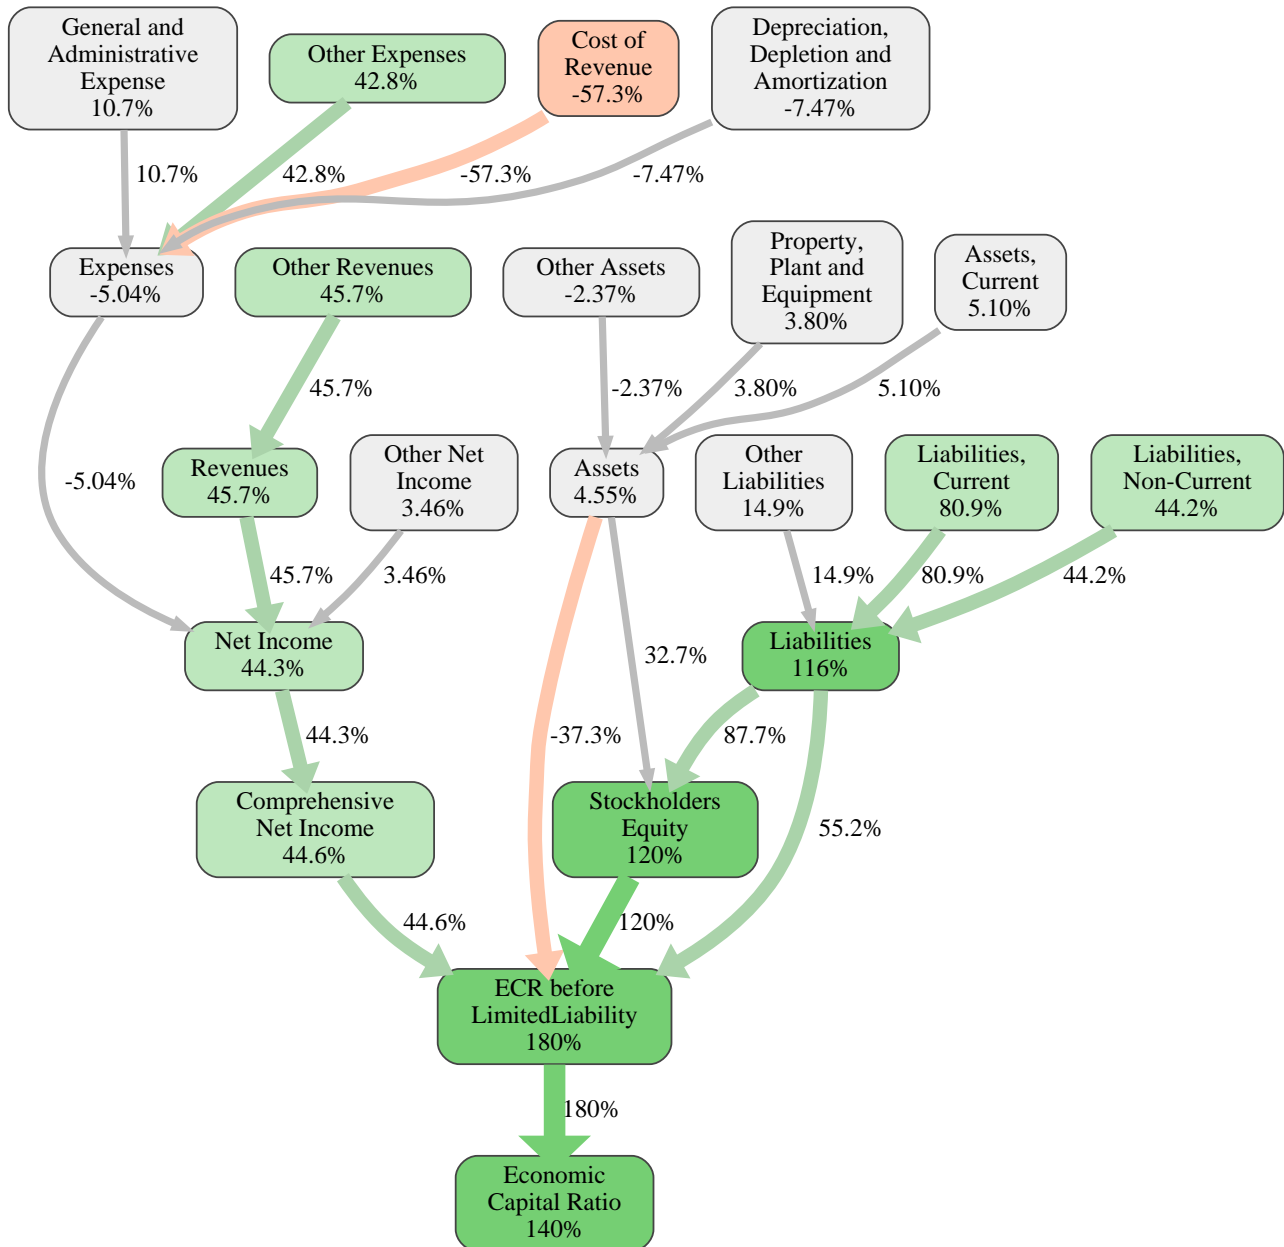 General and
Administrative
Expense
10.7%
Other Expenses
42.8%
Cost of
Revenue
-57.3%
Depreciation,
Depletion and
Amortization
-7.47%
10.7%
42.8%
-57.3%
-7.47%
Expenses
-5.04%
Other Revenues
45.7%
Other Assets
-2.37%
Property,
Plant and
Equipment
3.80%
Assets,
Current
5.10%
45.7%
-2.37%
3.80%
5.10%
-5.04%
Revenues
45.7%
Other Net
Income
3.46%
Assets
4.55%
Other
Liabilities
14.9%
Liabilities,
Current
80.9%
Liabilities,
Non-Current
44.2%
45.7%
3.46%
14.9%
80.9%
44.2%
Net Income
44.3%
32.7%
Liabilities
116%
44.3%
-37.3%
87.7%
Comprehensive
Net Income
44.6%
Stockholders
Equity
120%
55.2%
44.6%
120%
ECR before
LimitedLiability
180%
180%
Economic
Capital Ratio
140%